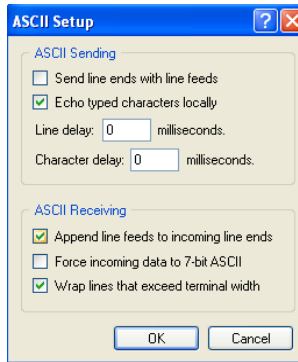 ASCII Setup
ASCII Sending
Send line ends with line feeds
Echo typed characters locally
Line delay: 0 milliseconds.
Character delay: 0 milliseconds.
ASCII Receiving
Append line feeds to incoming line ends
Force incoming data to 7-bit ASCII
Wrap lines that exceed terminal width
OK Cancel